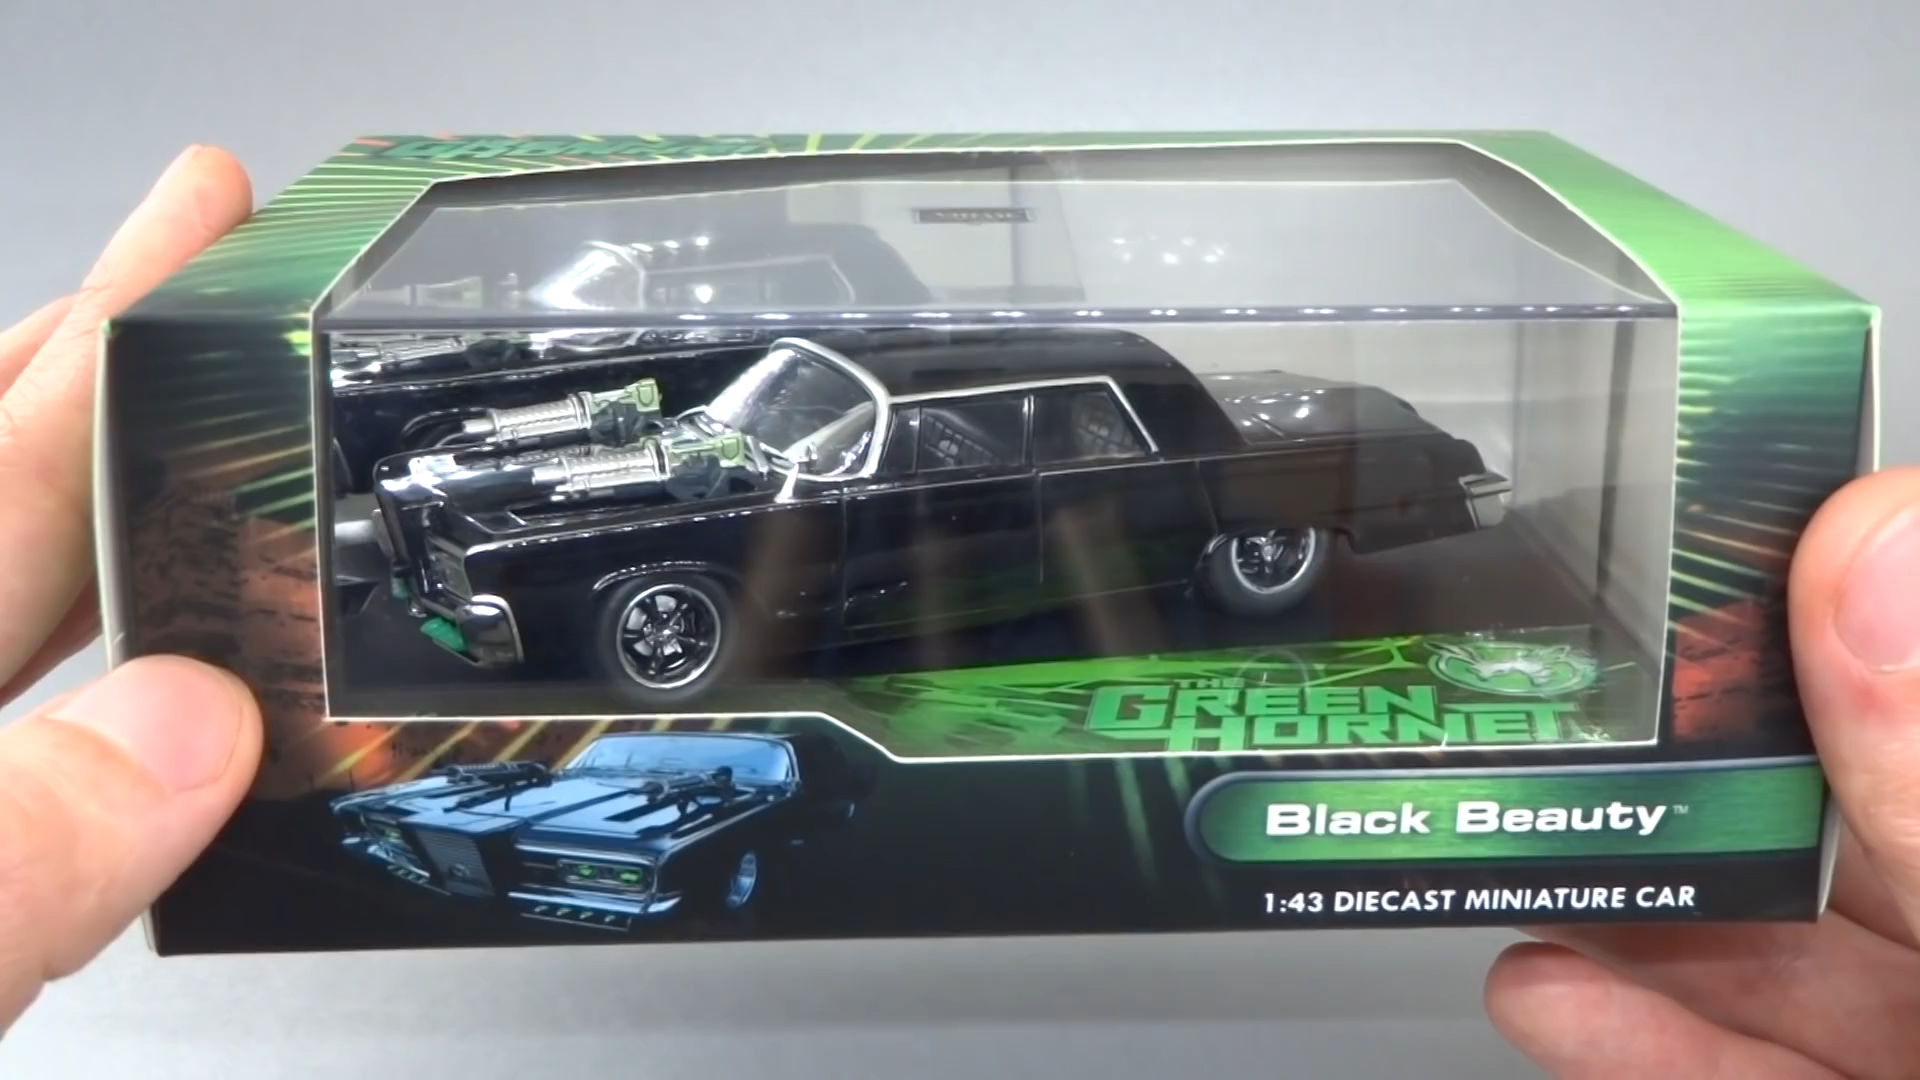 THE
GREEN
HORNET
Black Beauty™
1:43 DIECAST MINIATURE CAR